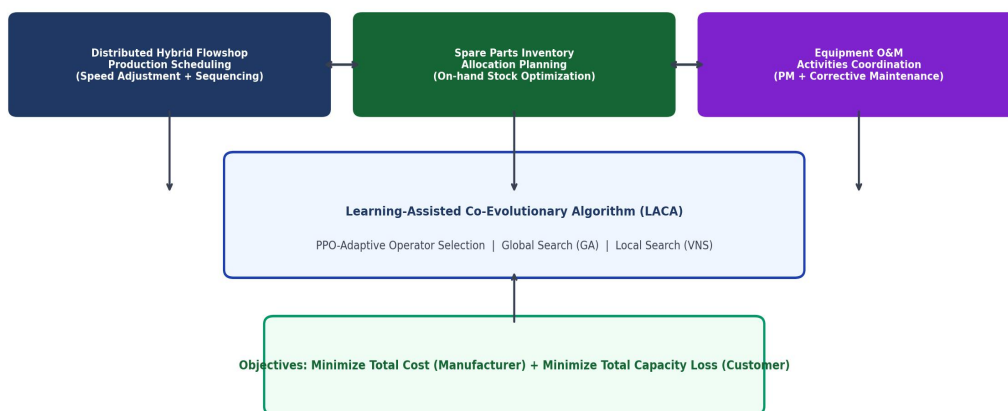 Distributed Hybrid Flowshop
Production Scheduling
(Speed Adjustment + Sequencing)
Spare Parts Inventory
Allocation Planning
(On-hand Stock Optimization)
Equipment O&M
Activities Coordination
(PM + Corrective Maintenance)
Learning-Assisted Co-Evolutionary Algorithm (LACA)
PPO-Adaptive Operator Selection | Global Search (GA) | Local Search (VNS)
Objectives: Minimize Total Cost (Manufacturer) + Minimize Total Capacity Loss (Customer)